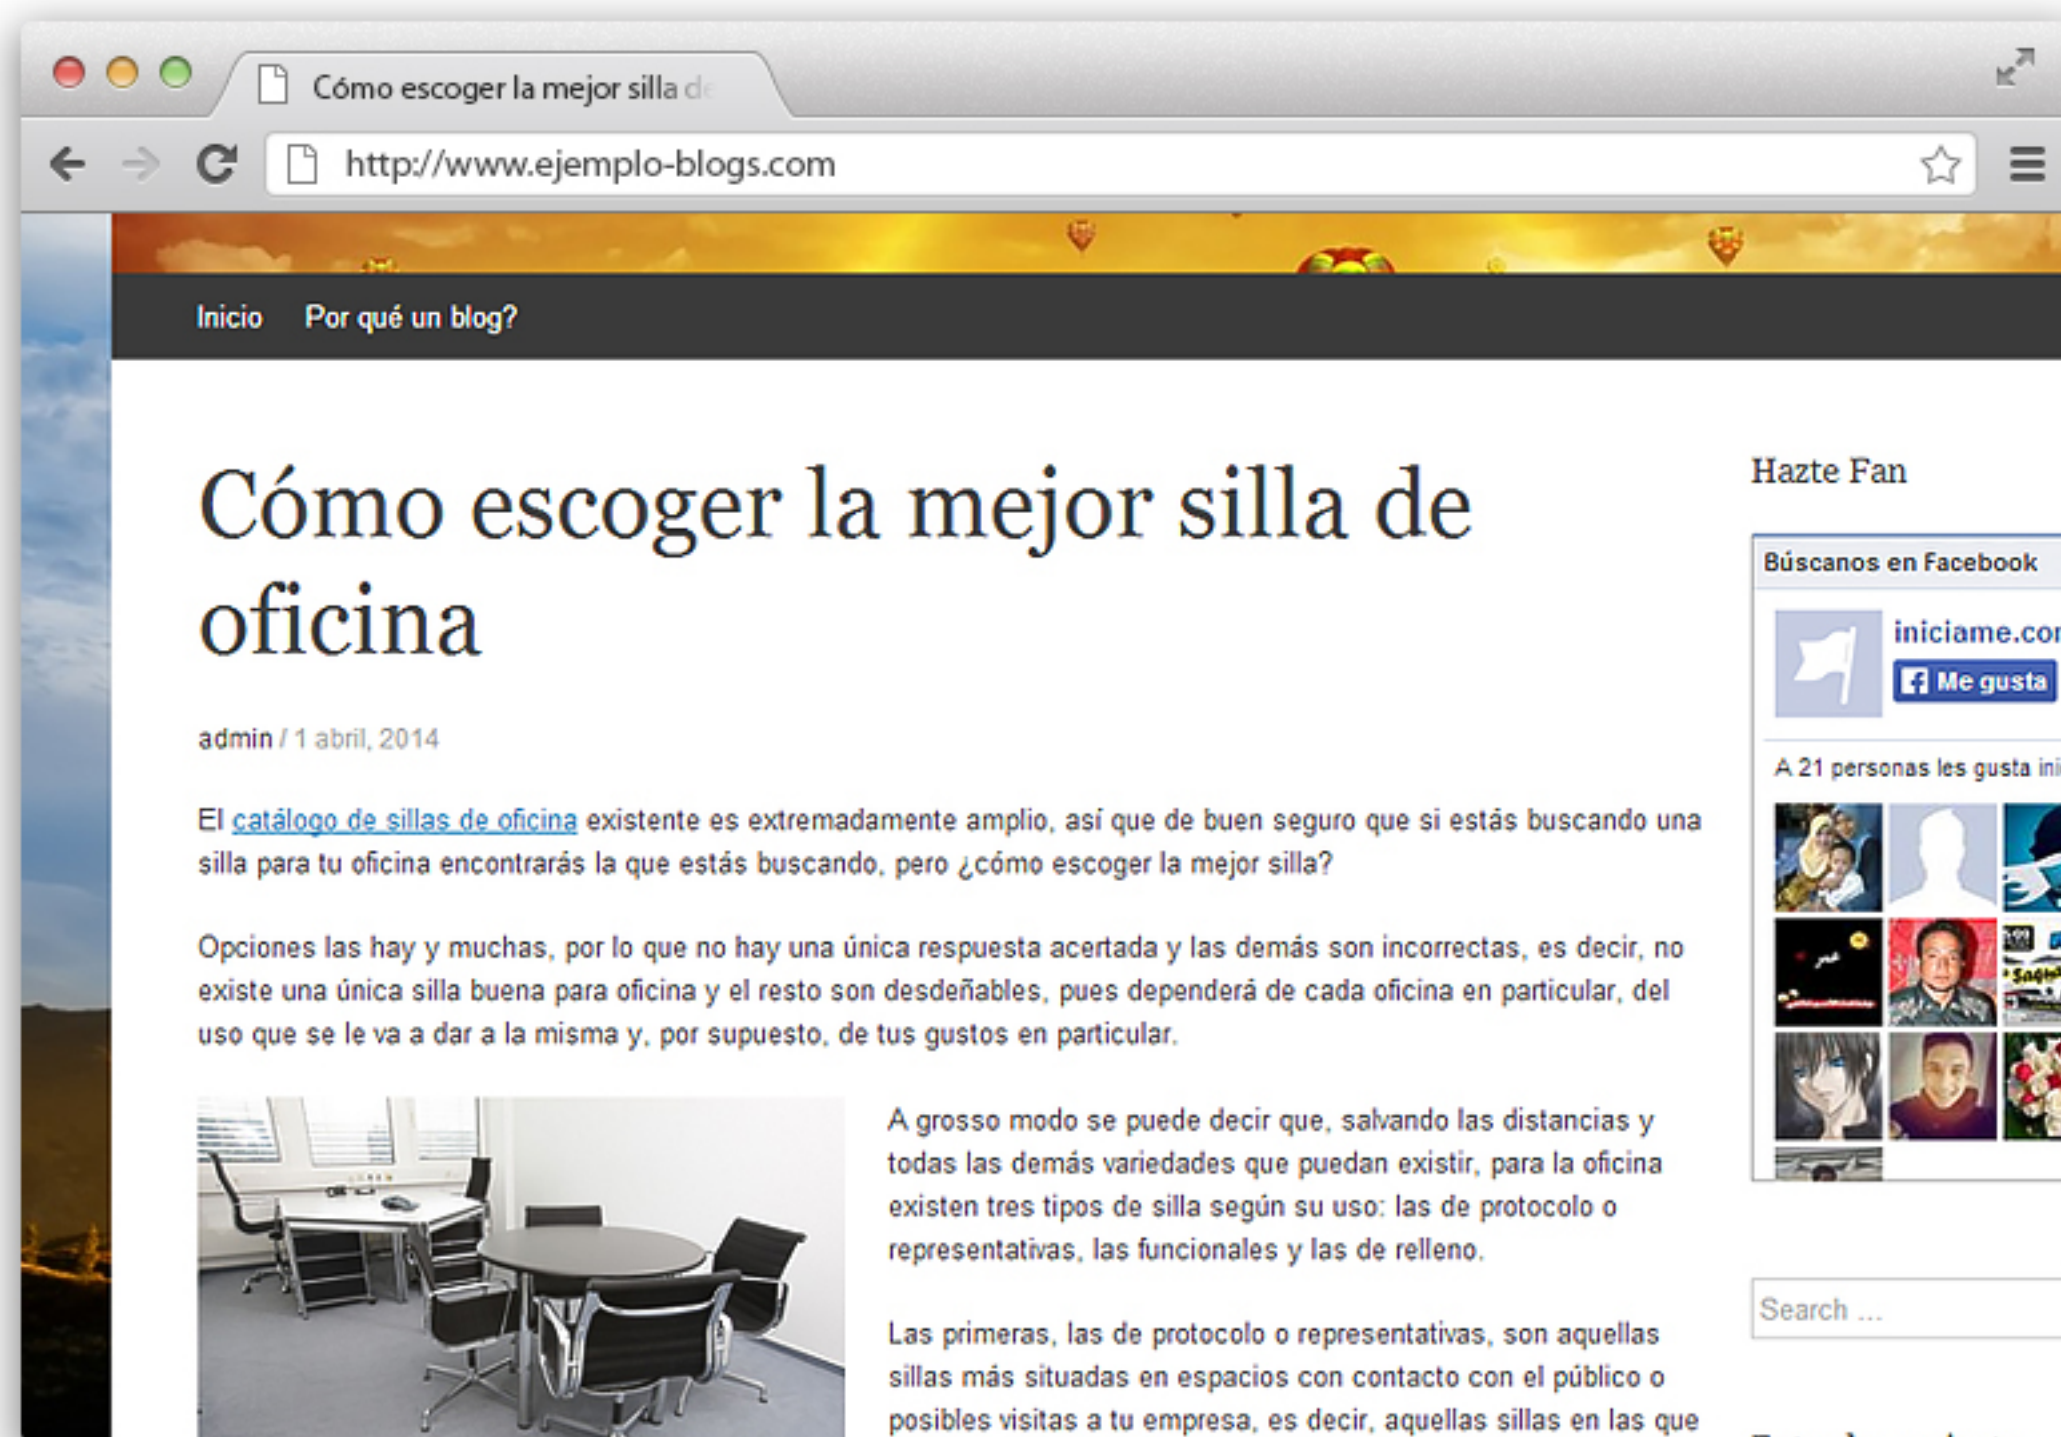 Cómo escoger la mejor silla de
http://www.ejemplo-blogs.com
Inicio Por qué un blog?
Cómo escoger la mejor silla de
oficina
admin / 1 abril, 2014
El catálogo de sillas de oficina existente es extremadamente amplio, así que de buen seguro que si estás buscando una
silla para tu oficina encontrarás la que estás buscando, pero ¿cómo escoger la mejor silla?
Opciones las hay y muchas, por lo que no hay una única respuesta acertada y las demás son incorrectas, es decir, no
existe una única silla buena para oficina y el resto son desdeñables, pues dependerá de cada oficina en particular, del
uso que se le va a dar a la misma y, por supuesto, de tus gustos en particular.
A grosso modo se puede decir que, salvando las distancias y
todas las demás variedades que puedan existir, para la oficina
existen tres tipos de silla según su uso: las de protocolo o
representativas, las funcionales y las de relleno.
Las primeras, las de protocolo o representativas, son aquellas
sillas más situadas en espacios con contacto con el público o
posibles visitas a tu empresa, es decir, aquellas sillas en las que
Hazte Fan
Búscanos en Facebook
iniciame.co
Me gusta
A 21 personas les gusta ini
Search ...